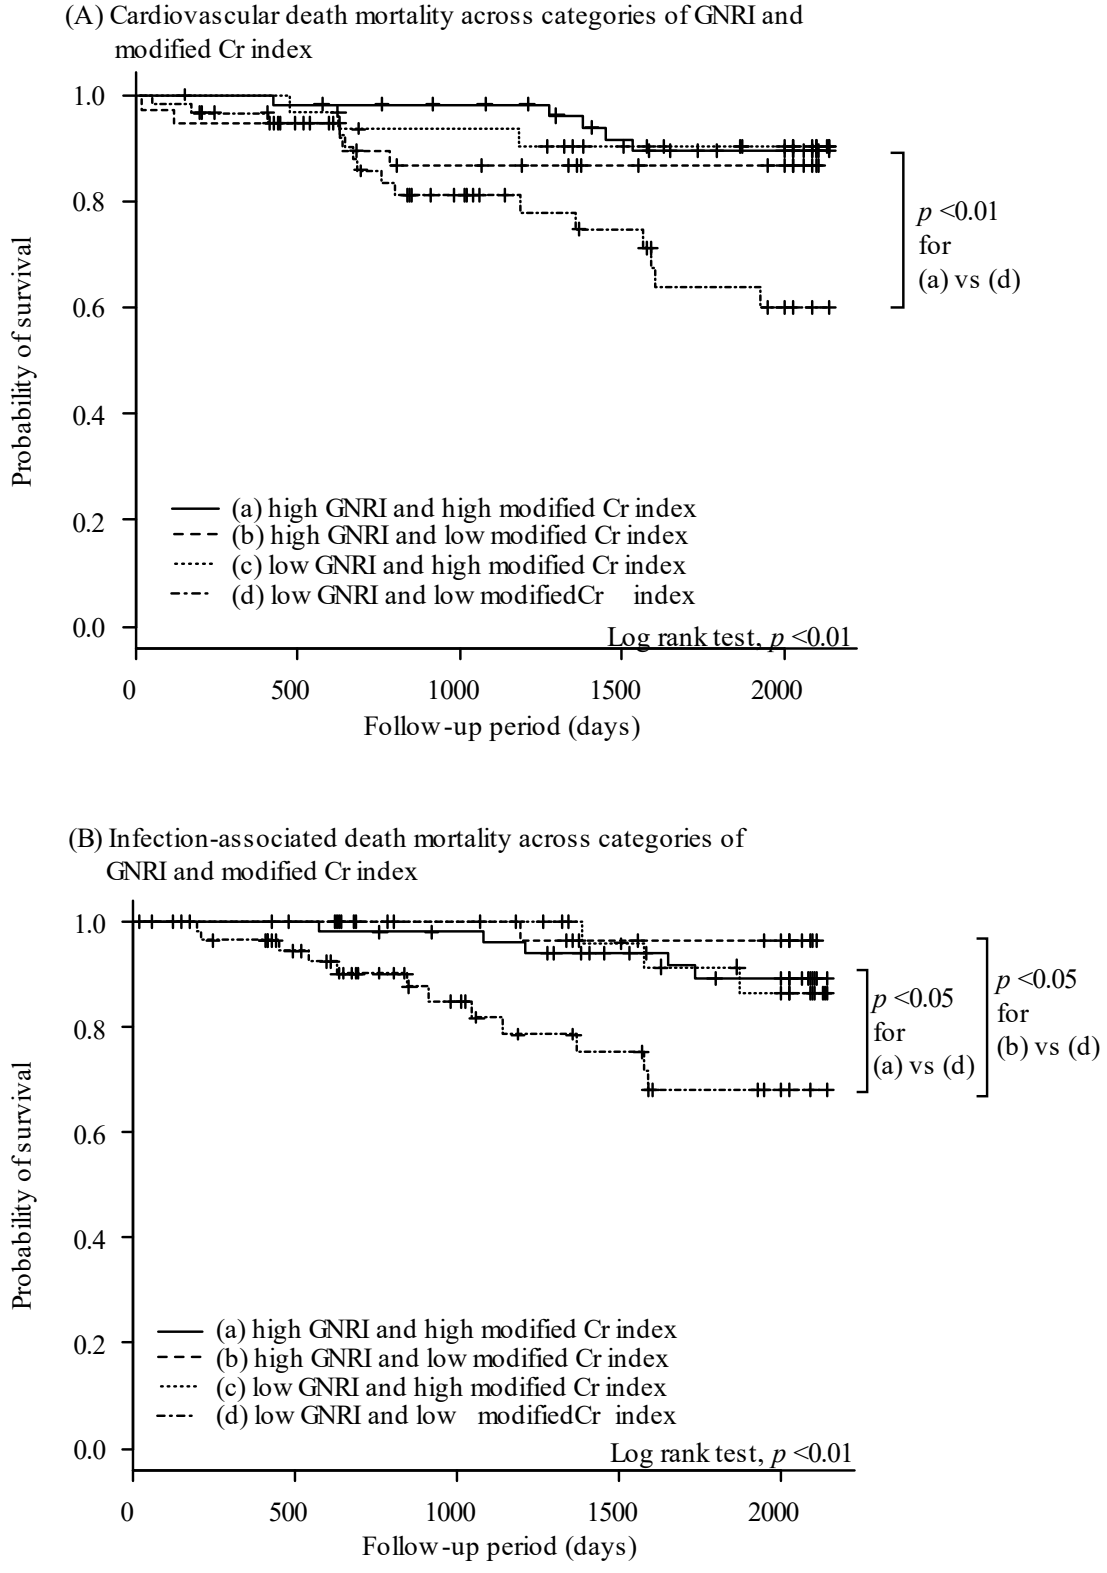 (A) Cardiovascular death mortality across categories of GNRI and
modified Cr index
1.0
0.8
0.6
0.4
0.2
0.0
Probability of survival
p <0.01
for
(a) vs (d)
(a) high GNRI and high modified Cr index
(b) high GNRI and low modified Cr index
(c) low GNRI and high modified Cr index
(d) low GNRI and low modifiedCr index
Log rank test, p <0.01
0 500 1000 1500 2000
Follow-up period (days)
(B) Infection-associated death mortality across categories of
GNRI and modified Cr index
1.0
0.8
0.6
0.4
0.2
0.0
Probability of survival
p <0.05
for
(a) vs (d)
p <0.05
for
(b) vs (d)
(a) high GNRI and high modified Cr index
(b) high GNRI and low modified Cr index
(c) low GNRI and high modified Cr index
(d) low GNRI and low modifiedCr index
Log rank test, p <0.01
0 500 1000 1500 2000
Follow-up period (days)